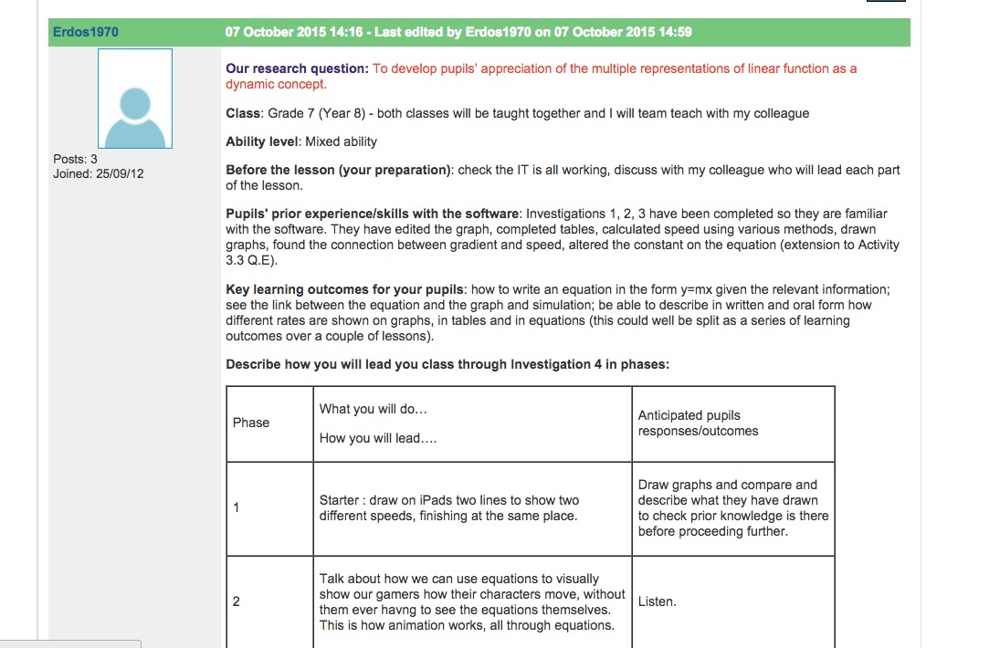 Erdos1970
07 October 2015 14:16 - Last edited by Erdos1970 on 07 October 2015 14:59
Posts: 3
Joined: 25/09/12
Our research question: To develop pupils' appreciation of the multiple representations of linear function as a
dynamic concept.
Class: Grade 7 (Year 8) - both classes will be taught together and I will team teach with my colleague
Ability level: Mixed ability
Before the lesson (your preparation): check the IT is all working, discuss with my colleague who will lead each part
of the lesson.
Pupils' prior experience/skills with the software: Investigations 1, 2, 3 have been completed so they are familiar
with the software. They have edited the graph, completed tables, calculated speed using various methods, drawn
graphs, found the connection between gradient and speed, altered the constant on the equation (extension to Activity
3.3 Q.E).
Key learning outcomes for your pupils: how to write an equation in the form y=mx given the relevant information;
see the link between the equation and the graph and simulation; be able to describe in written and oral form how
different rates are shown on graphs, in tables and in equations (this could well be split as a series of learning
outcomes over a couple of lessons).
Describe how you will lead you class through Investigation 4 in phases:
Phase
What you will do…
How you will lead….
Anticipated pupils
responses/outcomes
1
Starter : draw on iPads two lines to show two
different speeds, finishing at the same place.
Draw graphs and compare and
describe what they have drawn
to check prior knowledge is there
before proceeding further.
2
Talk about how we can use equations to visually
show our gamers how their characters move, without
them ever havng to see the equations themselves.
This is how animation works, all through equations.
Listen.